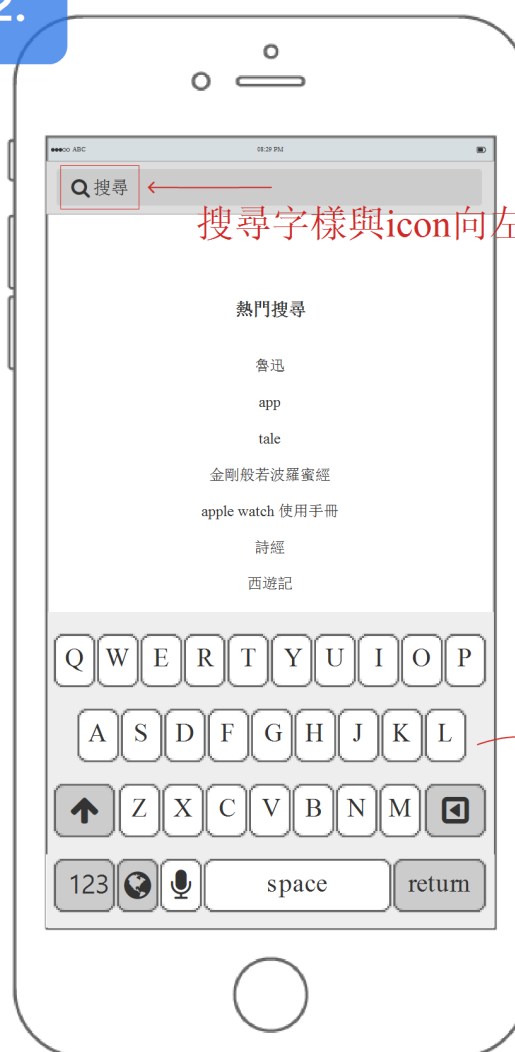 2.
ABC 08:29 PM
搜尋
搜尋字樣與icon向左
熱門搜尋
魯迅
app
tale
金剛般若波羅蜜經
apple watch 使用手冊
詩經
西遊記
Q W E R T Y U I O P
A S D F G H J K L
Z X C V B N M
123 space return